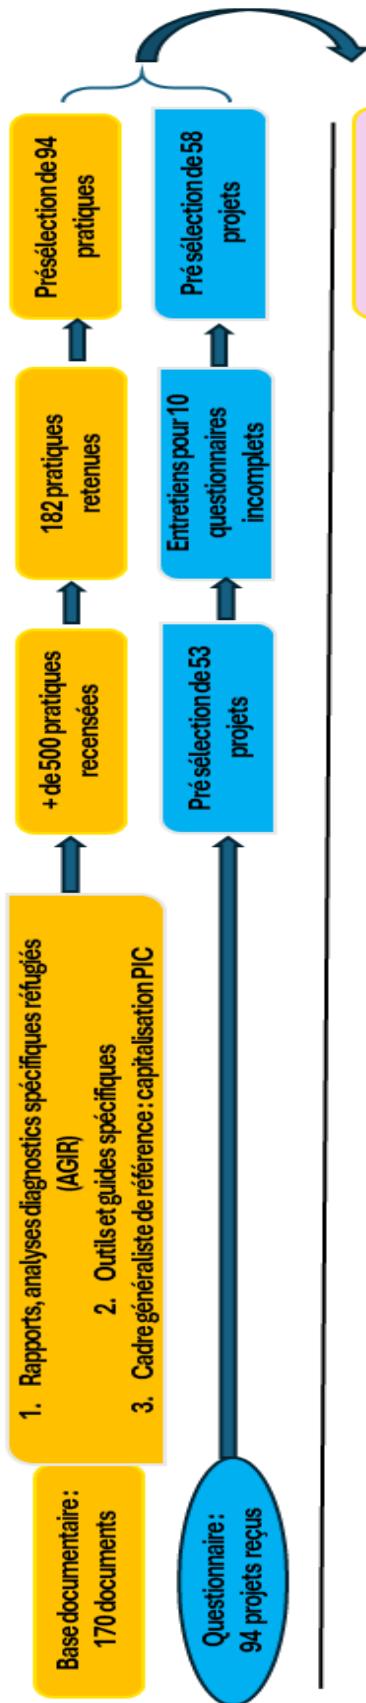 Base documentaire :
170 documents
1. Rapports, analyses diagnostics spécifiques réfugiés
(AGIR)
2. Outils et guides spécifiques
3. Cadre généraliste de référence : capitalisation PIC
+ de 500 pratiques
recensées
182 pratiques
retenues
Présélection de 94
pratiques
Questionnaire :
94 projets reçus
Pré sélection de 53
projets
Entretiens pour 10
questionnaires
incomplets
Pré sélection de 58
projets